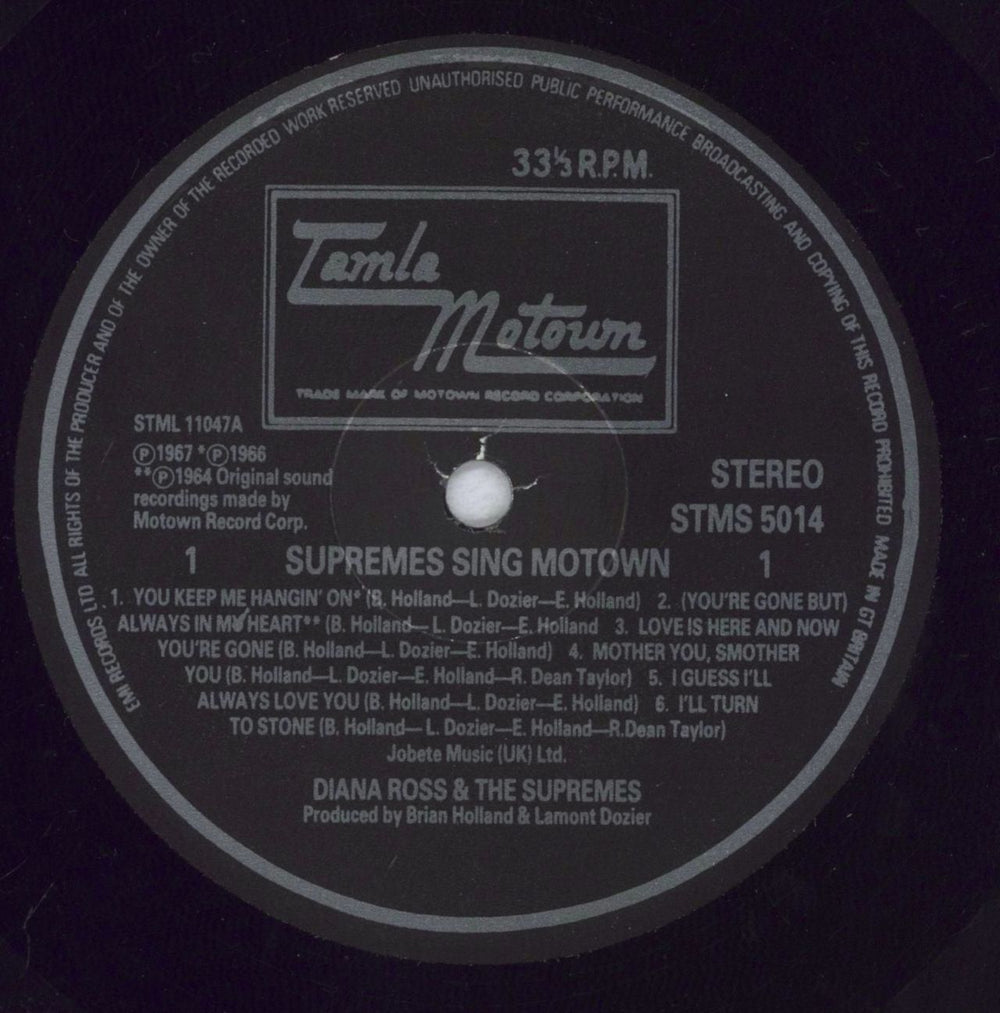 EMI RECORDS LTD ALL RIGHTS OF THE PRODUCER AND OF THE OWNER OF THE RECORDED WORK RESERVED UNAUTHORISED PUBLIC PERFORMANCE BROADCASTING AND COPYING OF THIS RECORD PROHIBITED MADE IN GT BRITAIN
33⅓ R.P.M.
Tamla
Motown
TRADE MARK OF MOTOWN RECORD CORPORATION
STML 11047A
Ⓟ1967 *Ⓟ1966
**Ⓟ1964 Original sound
recordings made by
Motown Record Corp.
STEREO
STMS 5014
1 SUPREMES SING MOTOWN 1
1. YOU KEEP ME HANGIN' ON* (B. Holland—L. Dozier—E. Holland) 2. (YOU'RE GONE BUT)
ALWAYS IN MY HEART** (B. Holland—L. Dozier—E. Holland 3. LOVE IS HERE AND NOW
YOU'RE GONE (B. Holland—L. Dozier—E. Holland) 4. MOTHER YOU, SMOTHER
YOU (B. Holland—L. Dozier—E. Holland—R. Dean Taylor) 5. I GUESS I'LL
ALWAYS LOVE YOU (B. Holland—L. Dozier—E. Holland) 6. I'LL TURN
TO STONE (B. Holland—L. Dozier—E. Holland—R.Dean Taylor)
Jobete Music (UK) Ltd.
DIANA ROSS & THE SUPREMES
Produced by Brian Holland & Lamont Dozier